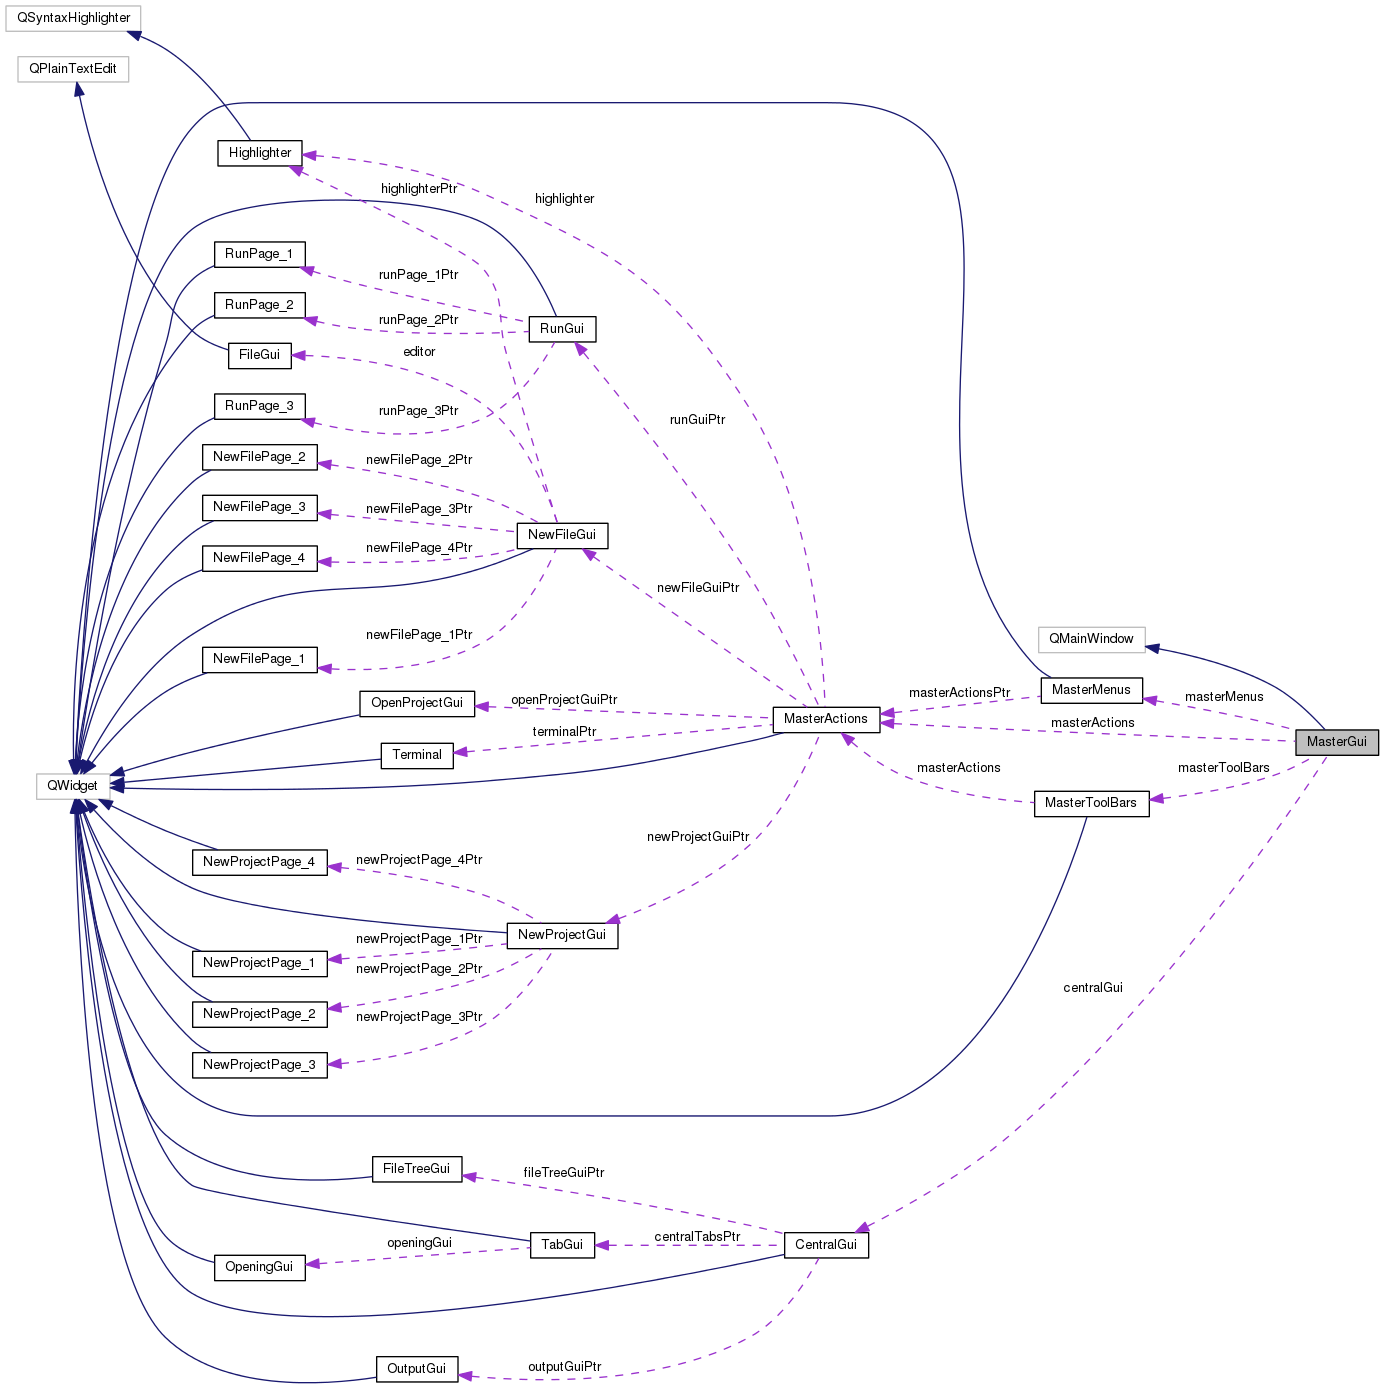 QSyntaxHighlighter
QPlainTextEdit
Highlighter
highlighterPtr
highlighter
RunPage_1
runPage_1Ptr
RunPage_2
runPage_2Ptr
RunGui
FileGui
editor
RunPage_3
runPage_3Ptr
runGuiPtr
NewFilePage_2
newFilePage_2Ptr
NewFilePage_3
newFilePage_3Ptr
NewFileGui
NewFilePage_4
newFilePage_4Ptr
newFileGuiPtr
NewFilePage_1
newFilePage_1Ptr
QMainWindow
OpenProjectGui
openProjectGuiPtr
masterActionsPtr
MasterMenus
masterMenus
MasterActions
masterActions
MasterGui
Terminal
terminalPtr
masterActions
masterToolBars
QWidget
MasterToolBars
newProjectGuiPtr
NewProjectPage_4
newProjectPage_4Ptr
NewProjectGui
newProjectPage_1Ptr
NewProjectPage_1
newProjectPage_2Ptr
centralGui
NewProjectPage_2
newProjectPage_3Ptr
NewProjectPage_3
FileTreeGui
fileTreeGuiPtr
openingGui
TabGui
centralTabsPtr
CentralGui
OpeningGui
OutputGui
outputGuiPtr